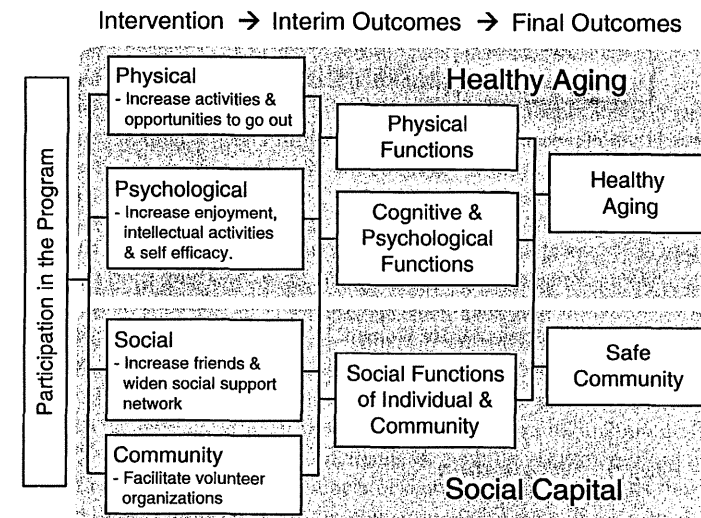 Intervention → Interim Outcomes → Final Outcomes
Participation in the Program
Physical
- Increase activities &
opportunities to go out
Psychological
- Increase enjoyment,
intellectual activities
& self efficacy.
Social
- Increase friends &
widen social support
network
Community
- Facilitate volunteer
organizations
Healthy Aging
Physical
Functions
Cognitive &
Psychological
Functions
Social Functions
of Individual &
Community
Healthy
Aging
Safe
Community
Social Capital